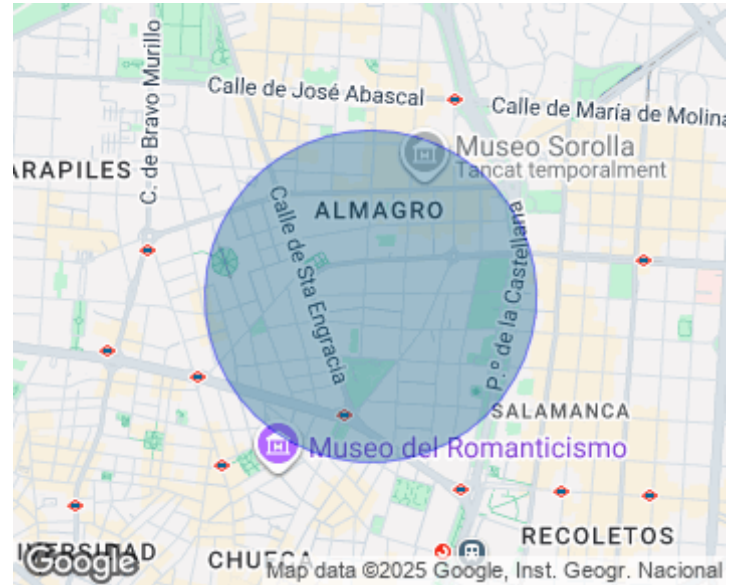 C. de Bravo Murillo
Calle de José Abascal
Calle de María de Molina
Museo Sorolla
Tancat temporalment
ARAPILES
ALMAGRO
Calle de Sta Engracia
P.º de la Castellana
SALAMANCA
Museo del Romanticismo
RECOLETOS
CHUECA
Google
Map data ©2025 Google, Inst. Geogr. Nacional